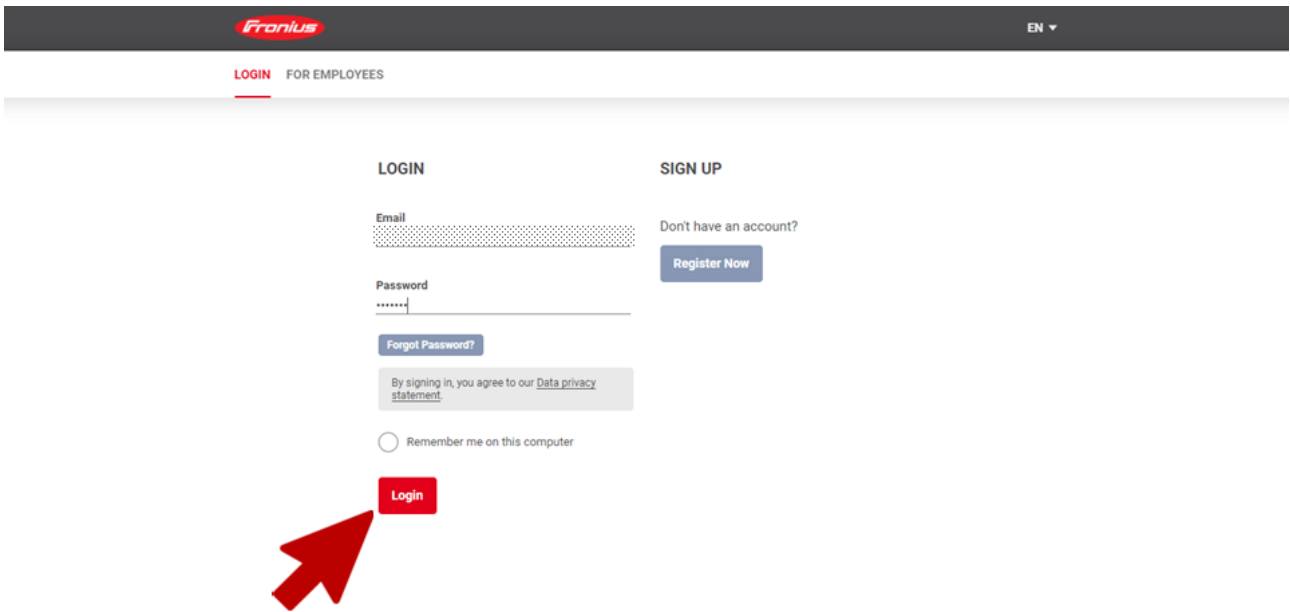 Fronius
EN
LOGIN FOR EMPLOYEES
LOGIN
Email
Password
Forgot Password?
By signing in, you agree to our Data privacy
statement.
Remember me on this computer
Login
SIGN UP
Don't have an account?
Register Now